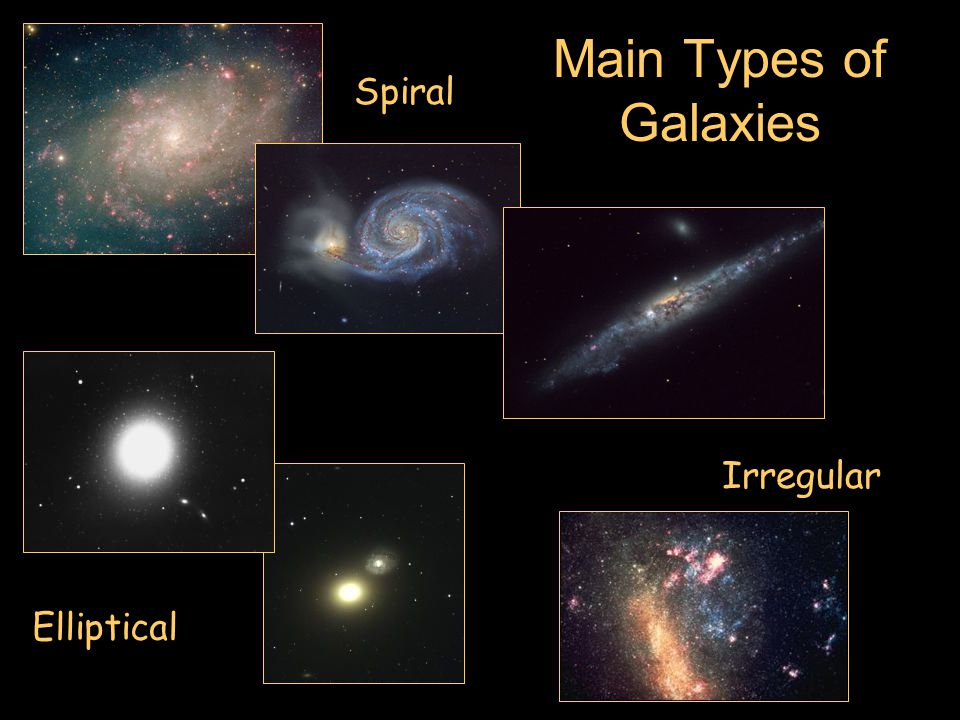 Main Types of
Galaxies
Spiral
Irregular
Elliptical